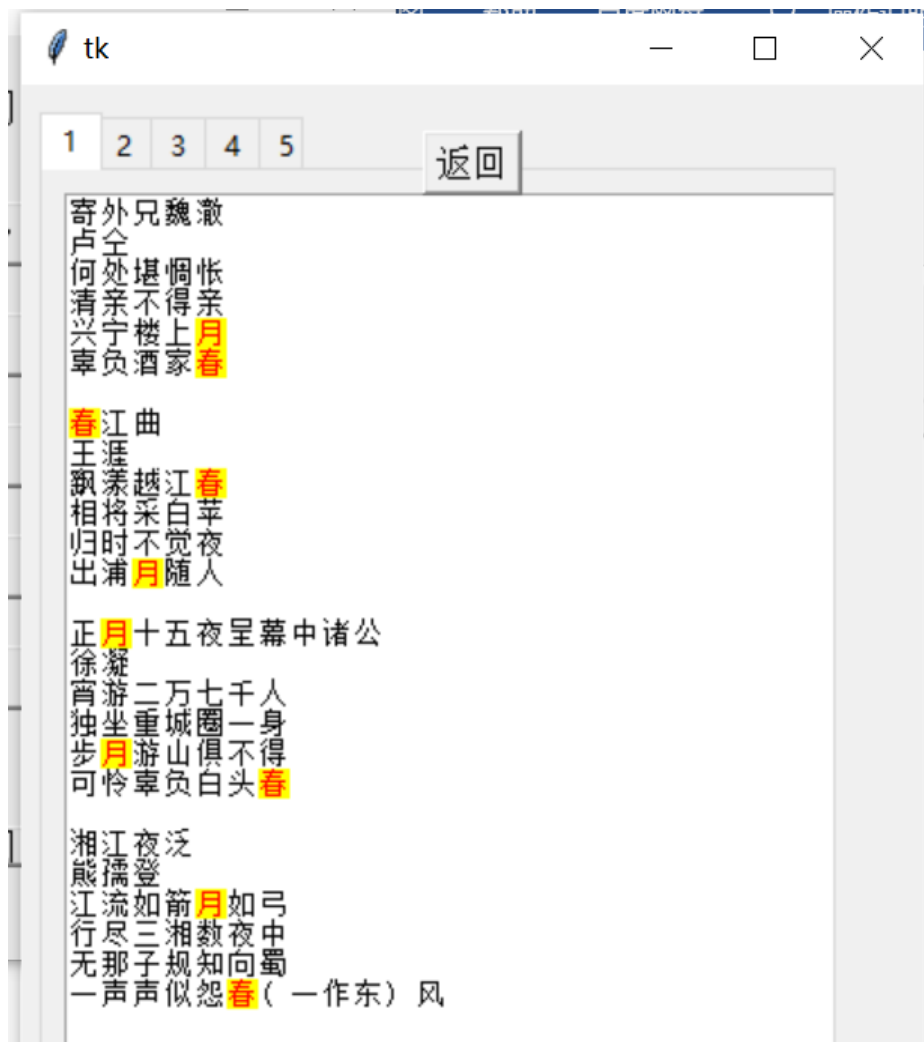 tk
1 2 3 4 5
返回
寄外兄魏澈
卢仝
何处堪惆怅
清亲不得亲
兴宁楼上月
辜负酒家春
春江曲
王涯
飘漾越江春
相将采白苹
归时不觉夜
出浦月随人
正月十五夜呈幕中诸公
徐凝
宵游二万七千人
独坐重城圈一身
步月游山俱不得
可怜辜负白头春
湘江夜泛
熊孺登
江流如箭月如弓
行尽三湘数夜中
无那子规知向蜀
一声声似怨春( 一作东) 风